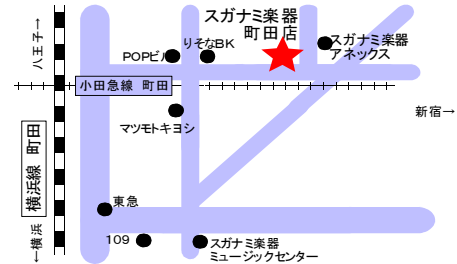 スガナミ楽器
町田店
八王子→
りそなBK
POPビル
スガナミ楽器
アネックス
小田急線 町田
新宿→
マツモトキヨシ
横浜線 町田
東急
109
←横浜
スガナミ楽器
ミュージックセンター